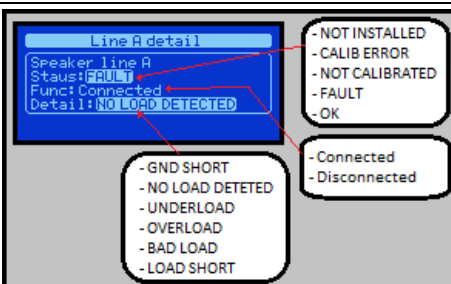 Line A detail
Speaker line A
Staus:FAULT
Func:Connected
Detail:NO LOAD DETECTED
- NOT INSTALLED
- CALIB ERROR
- NOT CALIBRATED
- FAULT
- OK
- Connected
- Disconnected
- GND SHORT
- NO LOAD DETETED
- UNDERLOAD
- OVERLOAD
- BAD LOAD
- LOAD SHORT